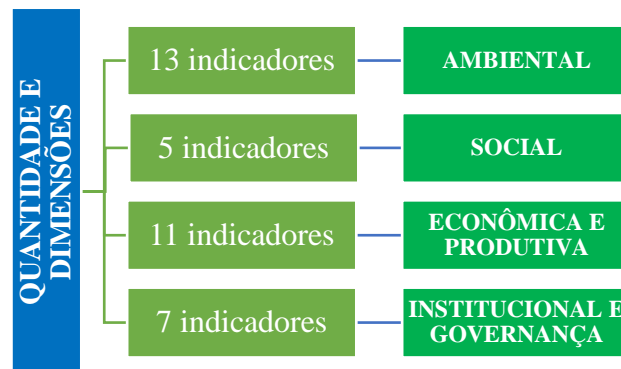 QUANTIDADE E
DIMENSÕES
13 indicadores
AMBIENTAL
5 indicadores
SOCIAL
11 indicadores
ECONÔMICA E
PRODUTIVA
7 indicadores
INSTITUCIONAL E
GOVERNANÇA